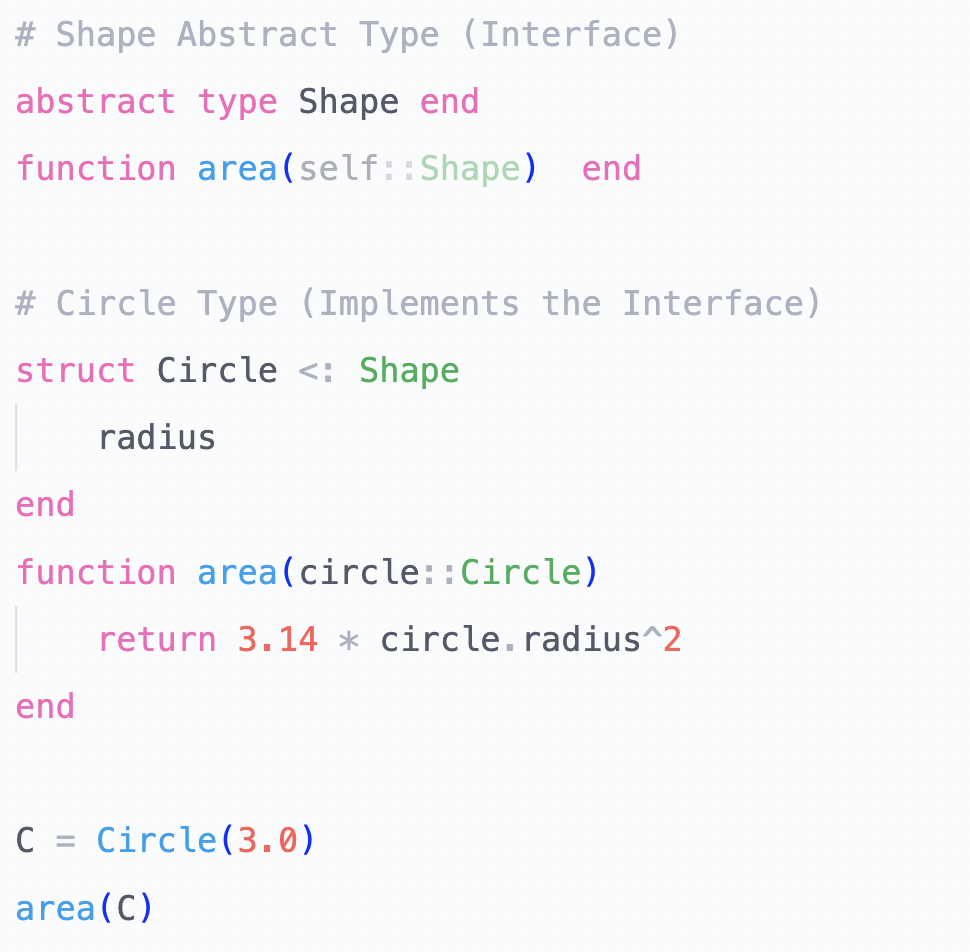 # Shape Abstract Type (Interface)
abstract type Shape end
function area(self::Shape)  end
# Circle Type (Implements the Interface)
struct Circle <: Shape
    radius
end
function area(circle::Circle)
    return 3.14 * circle.radius^2
end
C = Circle(3.0)
area(C)